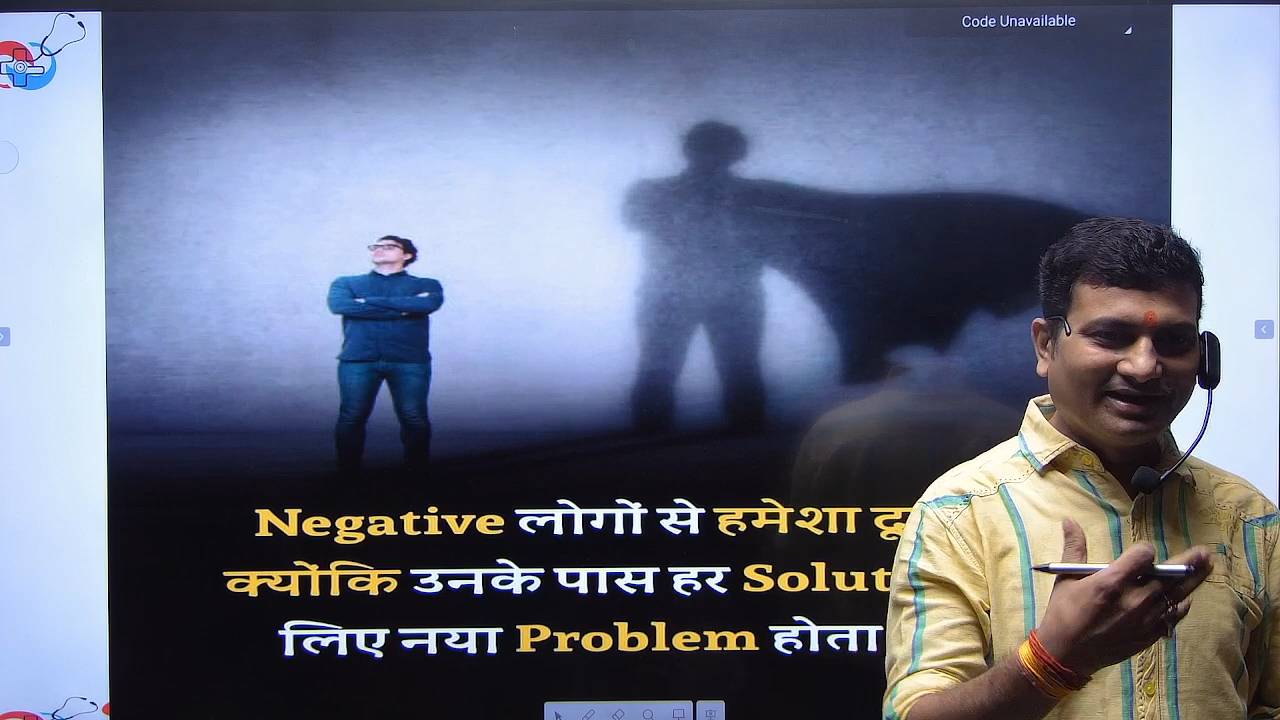 Code Unavailable
Negative लोगों से हमेशा
क्योंकि उनके पास हर
लिए नया Problem होता